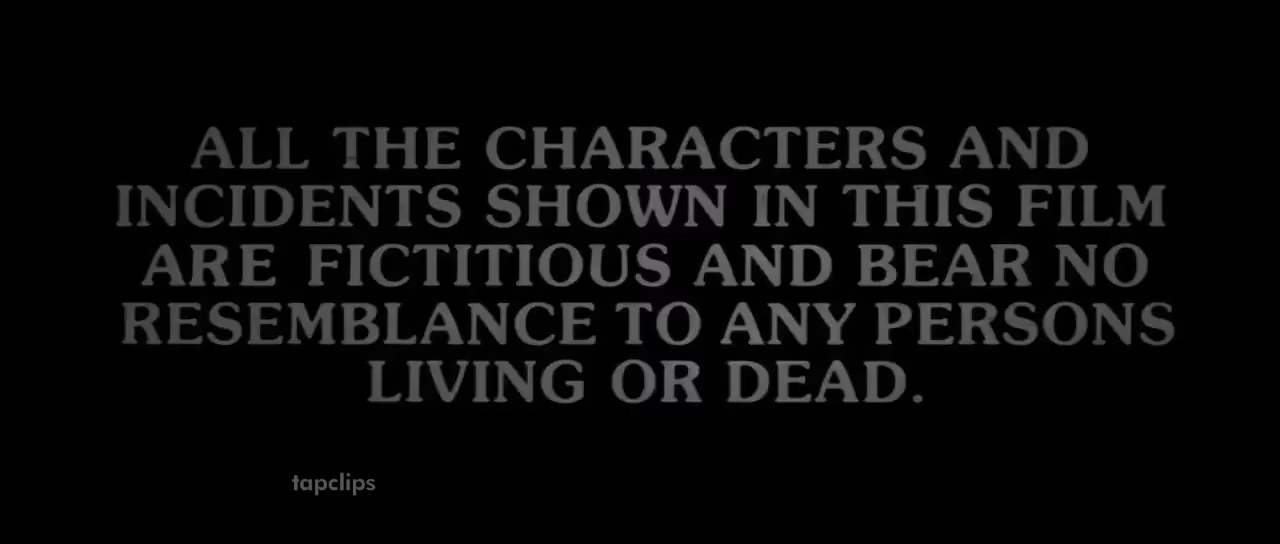 ALL THE CHARACTERS AND
INCIDENTS SHOWN IN THIS FILM
ARE FICTITIOUS AND BEAR NO
RESEMBLANCE TO ANY PERSONS
LIVING OR DEAD.
tapclips